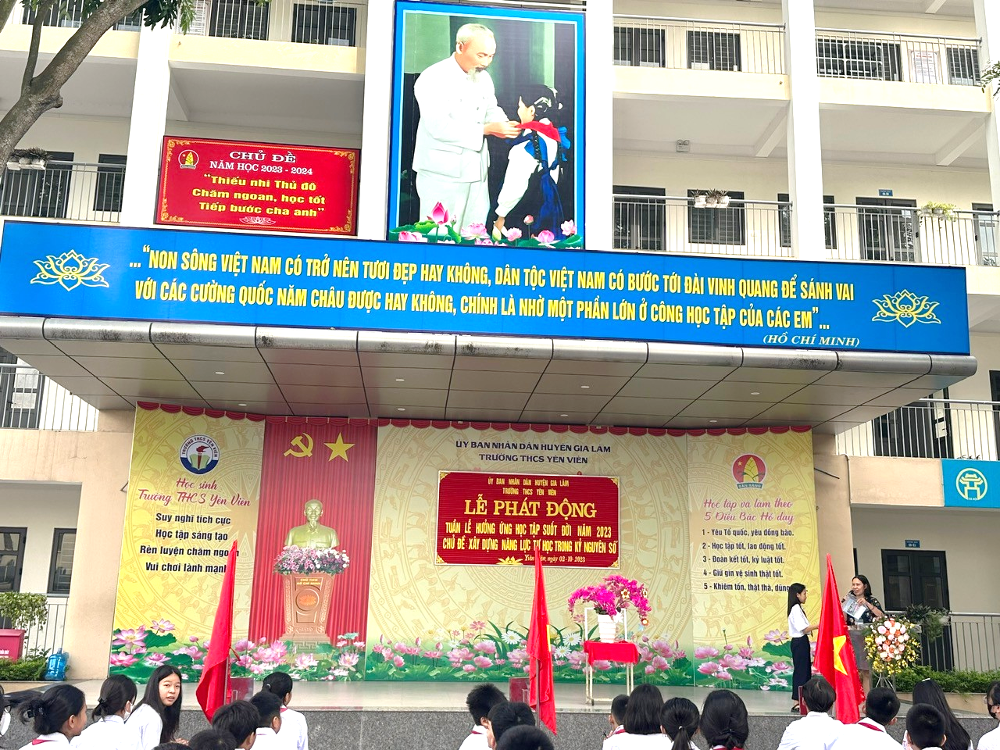 CHỦ ĐỀ
NĂM HỌC 2023 - 2024
"Thiếu nhi Thủ đô
Chăm ngoan, học tốt
Tiếp bước cha anh"
..."NON SÔNG VIỆT NAM CÓ TRỞ NÊN TƯƠI ĐẸP HAY KHÔNG, DÂN TỘC VIỆT NAM CÓ BƯỚC TỚI ĐÀI VINH QUANG ĐỂ SÁNH VAI
VỚI CÁC CƯỜNG QUỐC NĂM CHÂU ĐƯỢC HAY KHÔNG, CHÍNH LÀ NHỜ MỘT PHẦN LỚN Ở CÔNG HỌC TẬP CỦA CÁC EM"...
(HỒ CHÍ MINH)
TRƯỜNG THCS YÊN VIÊN
Học sinh
Trường THCS Yên Viên
Suy nghĩ tích cực
Học tập sáng tạo
Rèn luyện chăm ngoan
Vui chơi lành mạnh
ỦY BAN NHÂN DÂN HUYỆN GIA LÂM
TRƯỜNG THCS YÊN VIÊN
ỦY BAN NHÂN DÂN HUYỆN GIA LÂM
TRƯỜNG THCS YÊN VIÊN
LỄ PHÁT ĐỘNG
TUẦN LỄ HƯỞNG ỨNG HỌC TẬP SUỐT ĐỜI NĂM 2023
CHỦ ĐỀ: XÂY DỰNG NĂNG LỰC TỰ HỌC TRONG KỶ NGUYÊN SỐ
Yên Viên, ngày 02-10-2023
SẴN SÀNG
Học tập và làm theo
5 Điều Bác Hồ dạy
1 - Yêu Tổ quốc, yêu đồng bào.
2 - Học tập tốt, lao động tốt.
3 - Đoàn kết tốt, kỷ luật tốt.
4 - Giữ gìn vệ sinh thật tốt.
5 - Khiêm tốn, thật thà, dũng